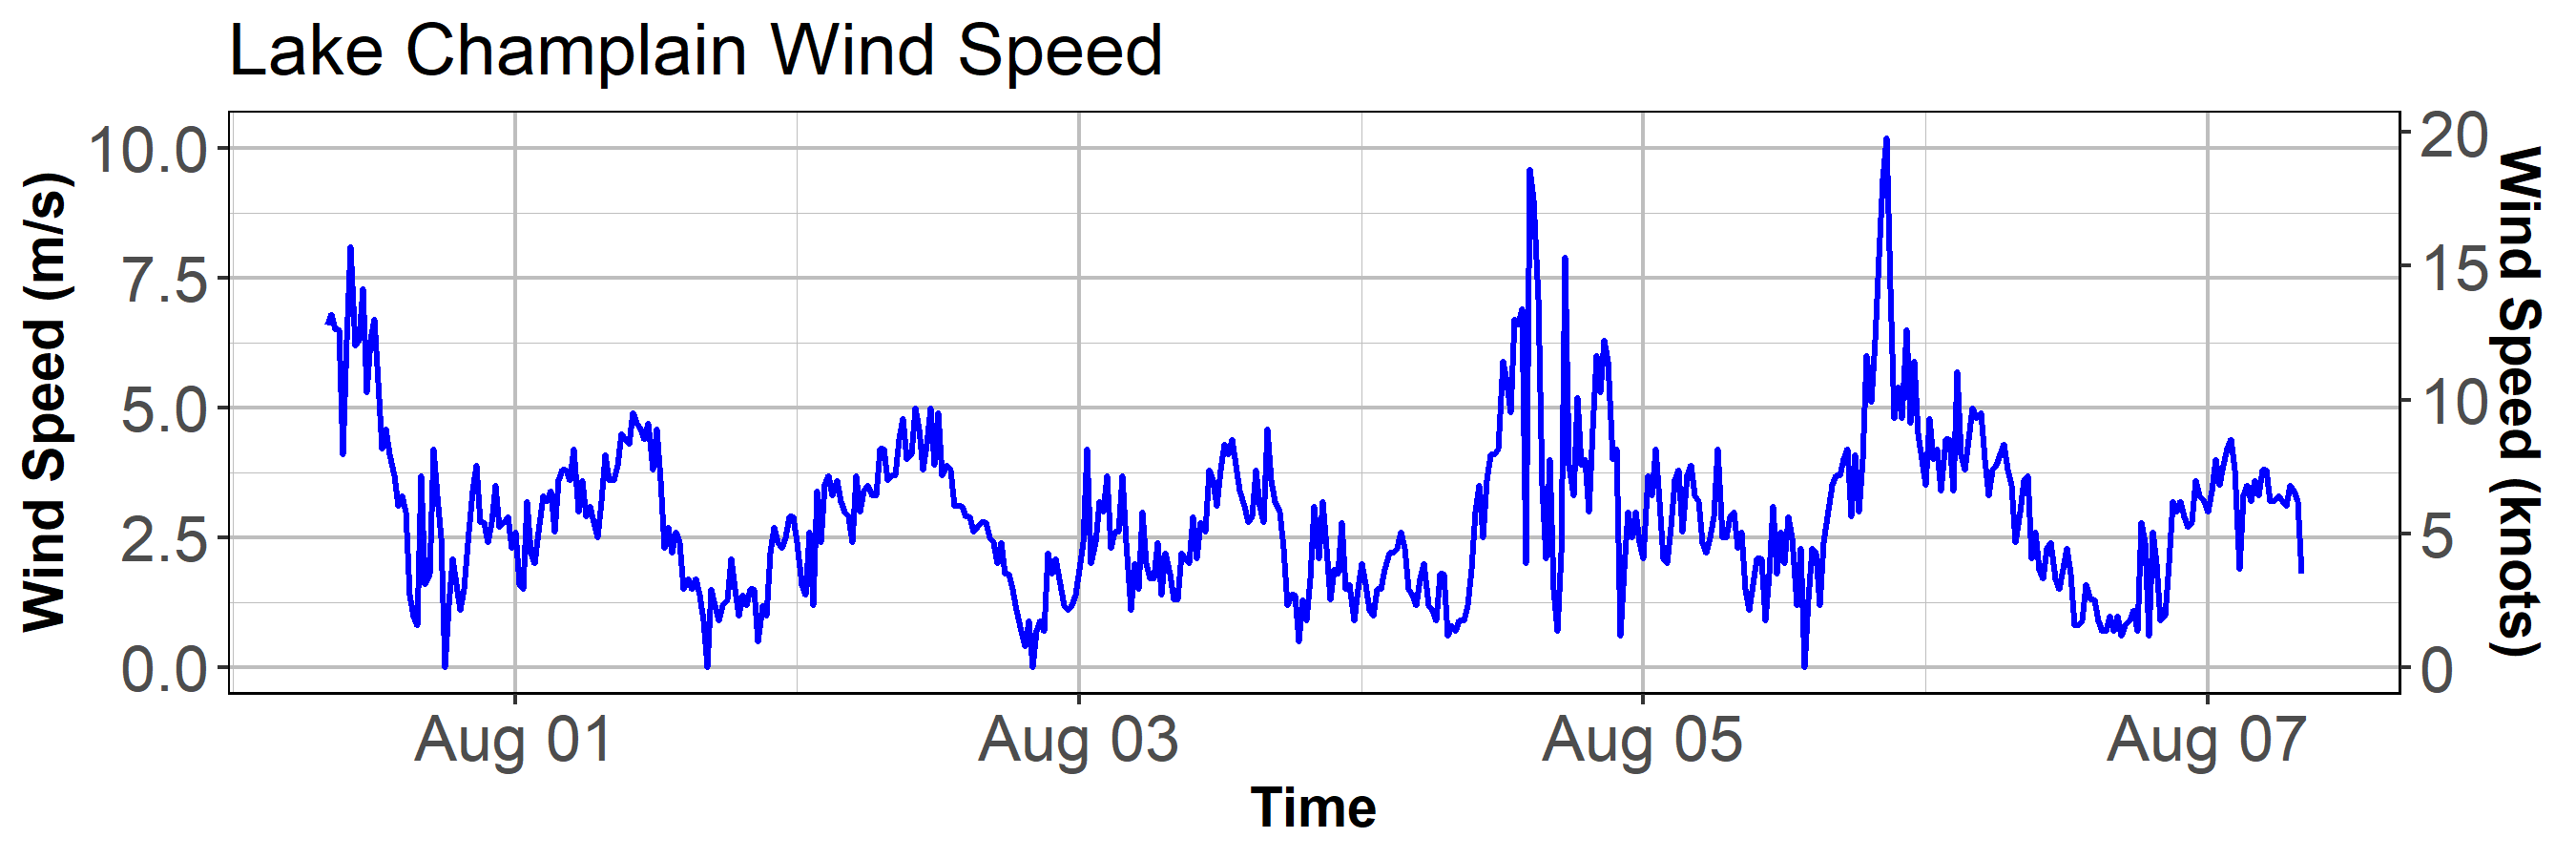 Lake Champlain Wind Speed
Wind Speed (m/s)
10.0
7.5
5.0
2.5
0.0
20
15
10
5
0
Wind Speed (knots)
Aug 01 Aug 03 Aug 05 Aug 07
Time